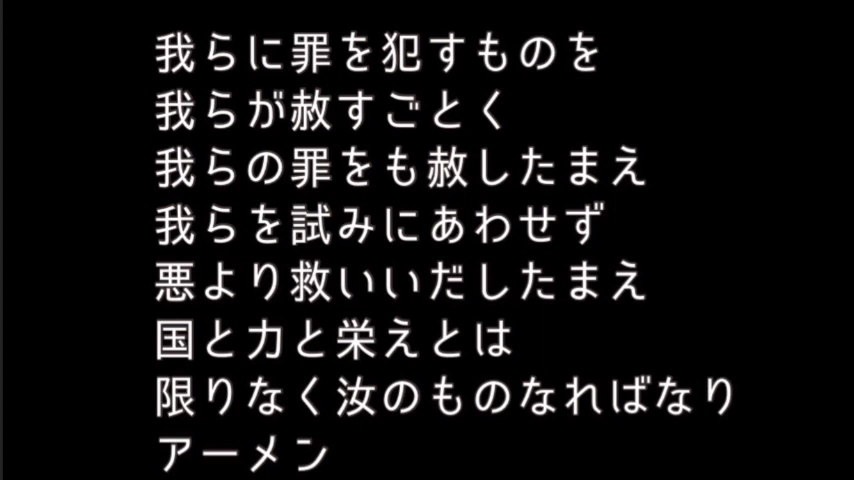 我らに罪を犯すものを
我らが赦すごとく
我らの罪をも赦したまえ
我らを試みにあわせず
悪より救いいだしたまえ
国と力と栄えとは
限りなく汝のものなればなり
アーメン